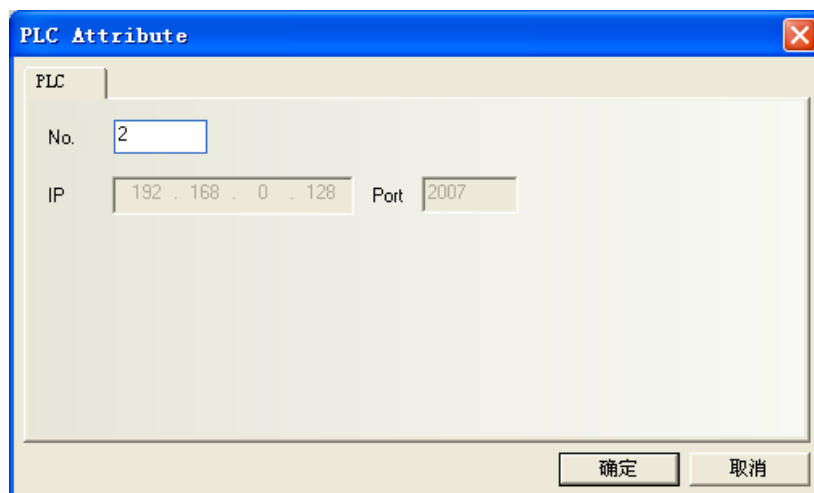 PLC Attribute
PLC
No. 2
IP 192 . 168 . 0 . 128 Port 2007
确定 取消